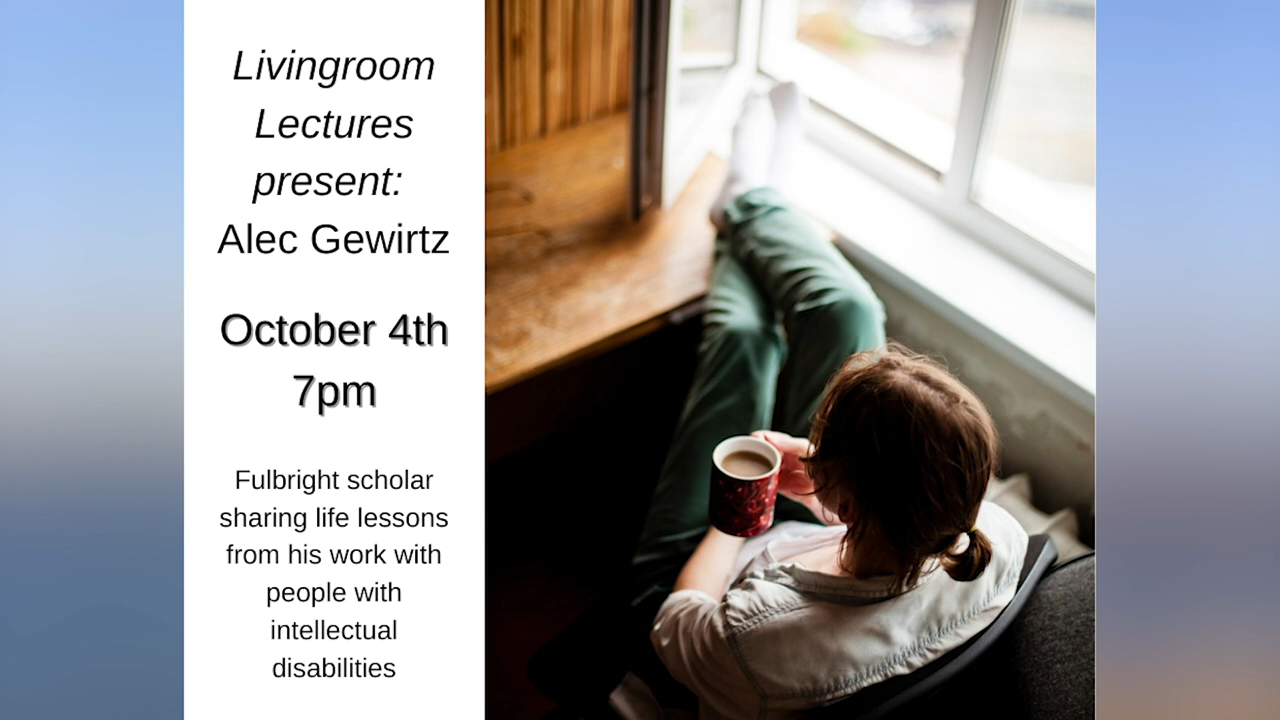 Livingroom
Lectures
present:
Alec Gewirtz
October 4th
7pm
Fulbright scholar
sharing life lessons
from his work with
people with
intellectual
disabilities